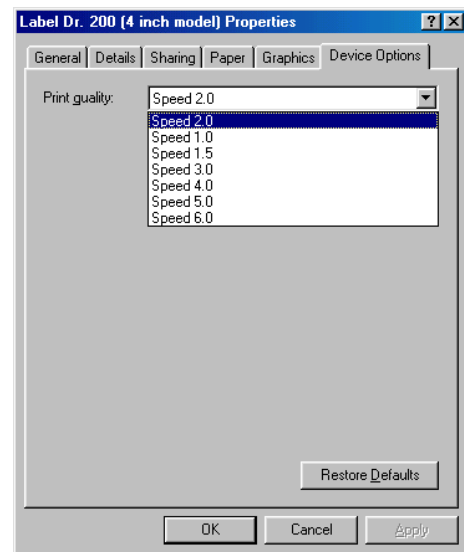 Label Dr. 200 (4 inch model) Properties
General Details Sharing Paper Graphics Device Options
Print quality: Speed 2.0
Speed 2.0
Speed 1.0
Speed 1.5
Speed 3.0
Speed 4.0
Speed 5.0
Speed 6.0
Restore Defaults
OK Cancel Apply